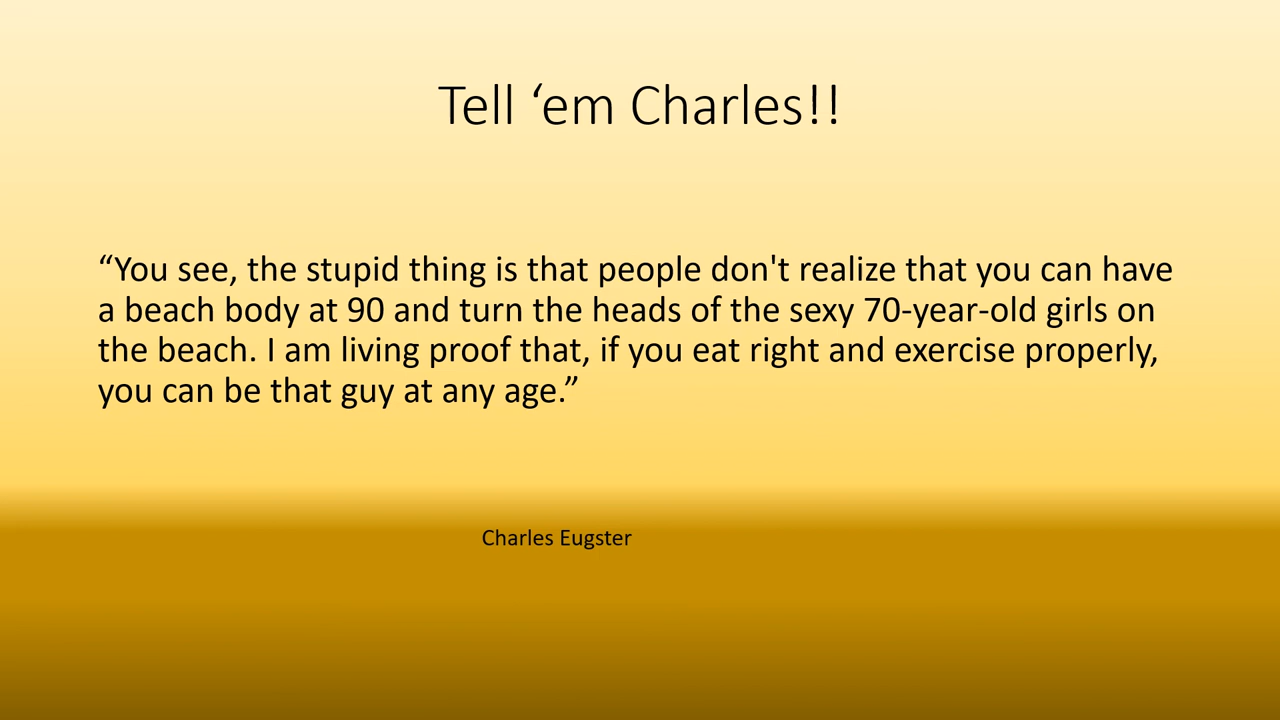 Tell ‘em Charles!!
“You see, the stupid thing is that people don't realize that you can have
a beach body at 90 and turn the heads of the sexy 70-year-old girls on
the beach. I am living proof that, if you eat right and exercise properly,
you can be that guy at any age.”
Charles Eugster